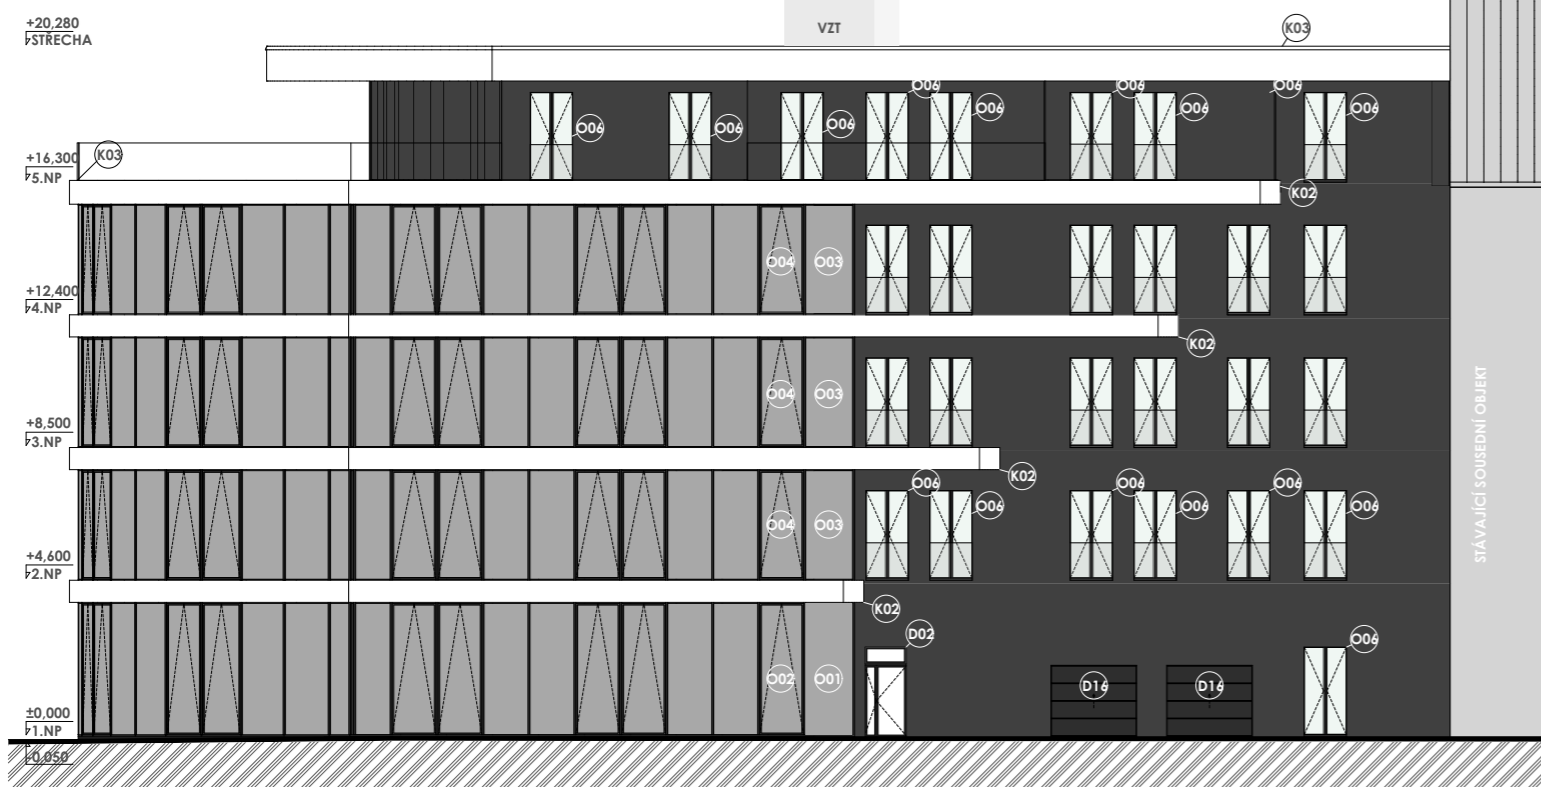 +20,280
STŘECHA
VZT
K03
O06
O06
O06
O06
O06
O06
O06
O06
O06
O06
K03
+16,300
5.NP
K02
O04
O03
+12,400
4.NP
K02
O04
O03
+8,500
3.NP
K02
O06
O06
O06
O06
O06
O06
O04
O03
+4,600
2.NP
K02
D02
O06
O02
O01
D16
D16
±0,000
1.NP
-0,050
STÁVAJÍCÍ SOUSEDNÍ OBJEKT